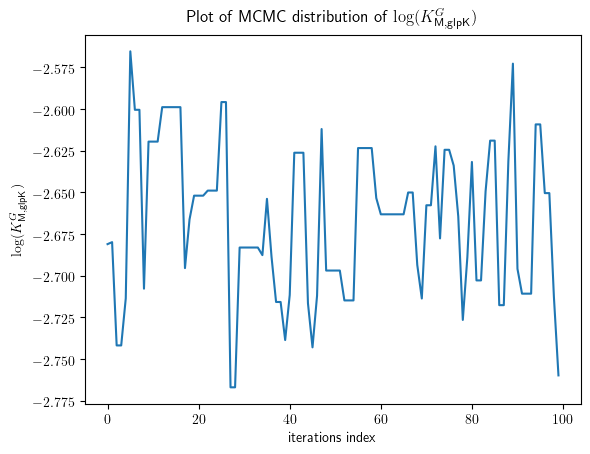 Plot of MCMC distribution of log(K^G_M,glpK)
−2.575
−2.600
−2.625
−2.650
−2.675
−2.700
−2.725
−2.750
−2.775
log(K^G_M,glpK)
0 20 40 60 80 100
iterations index